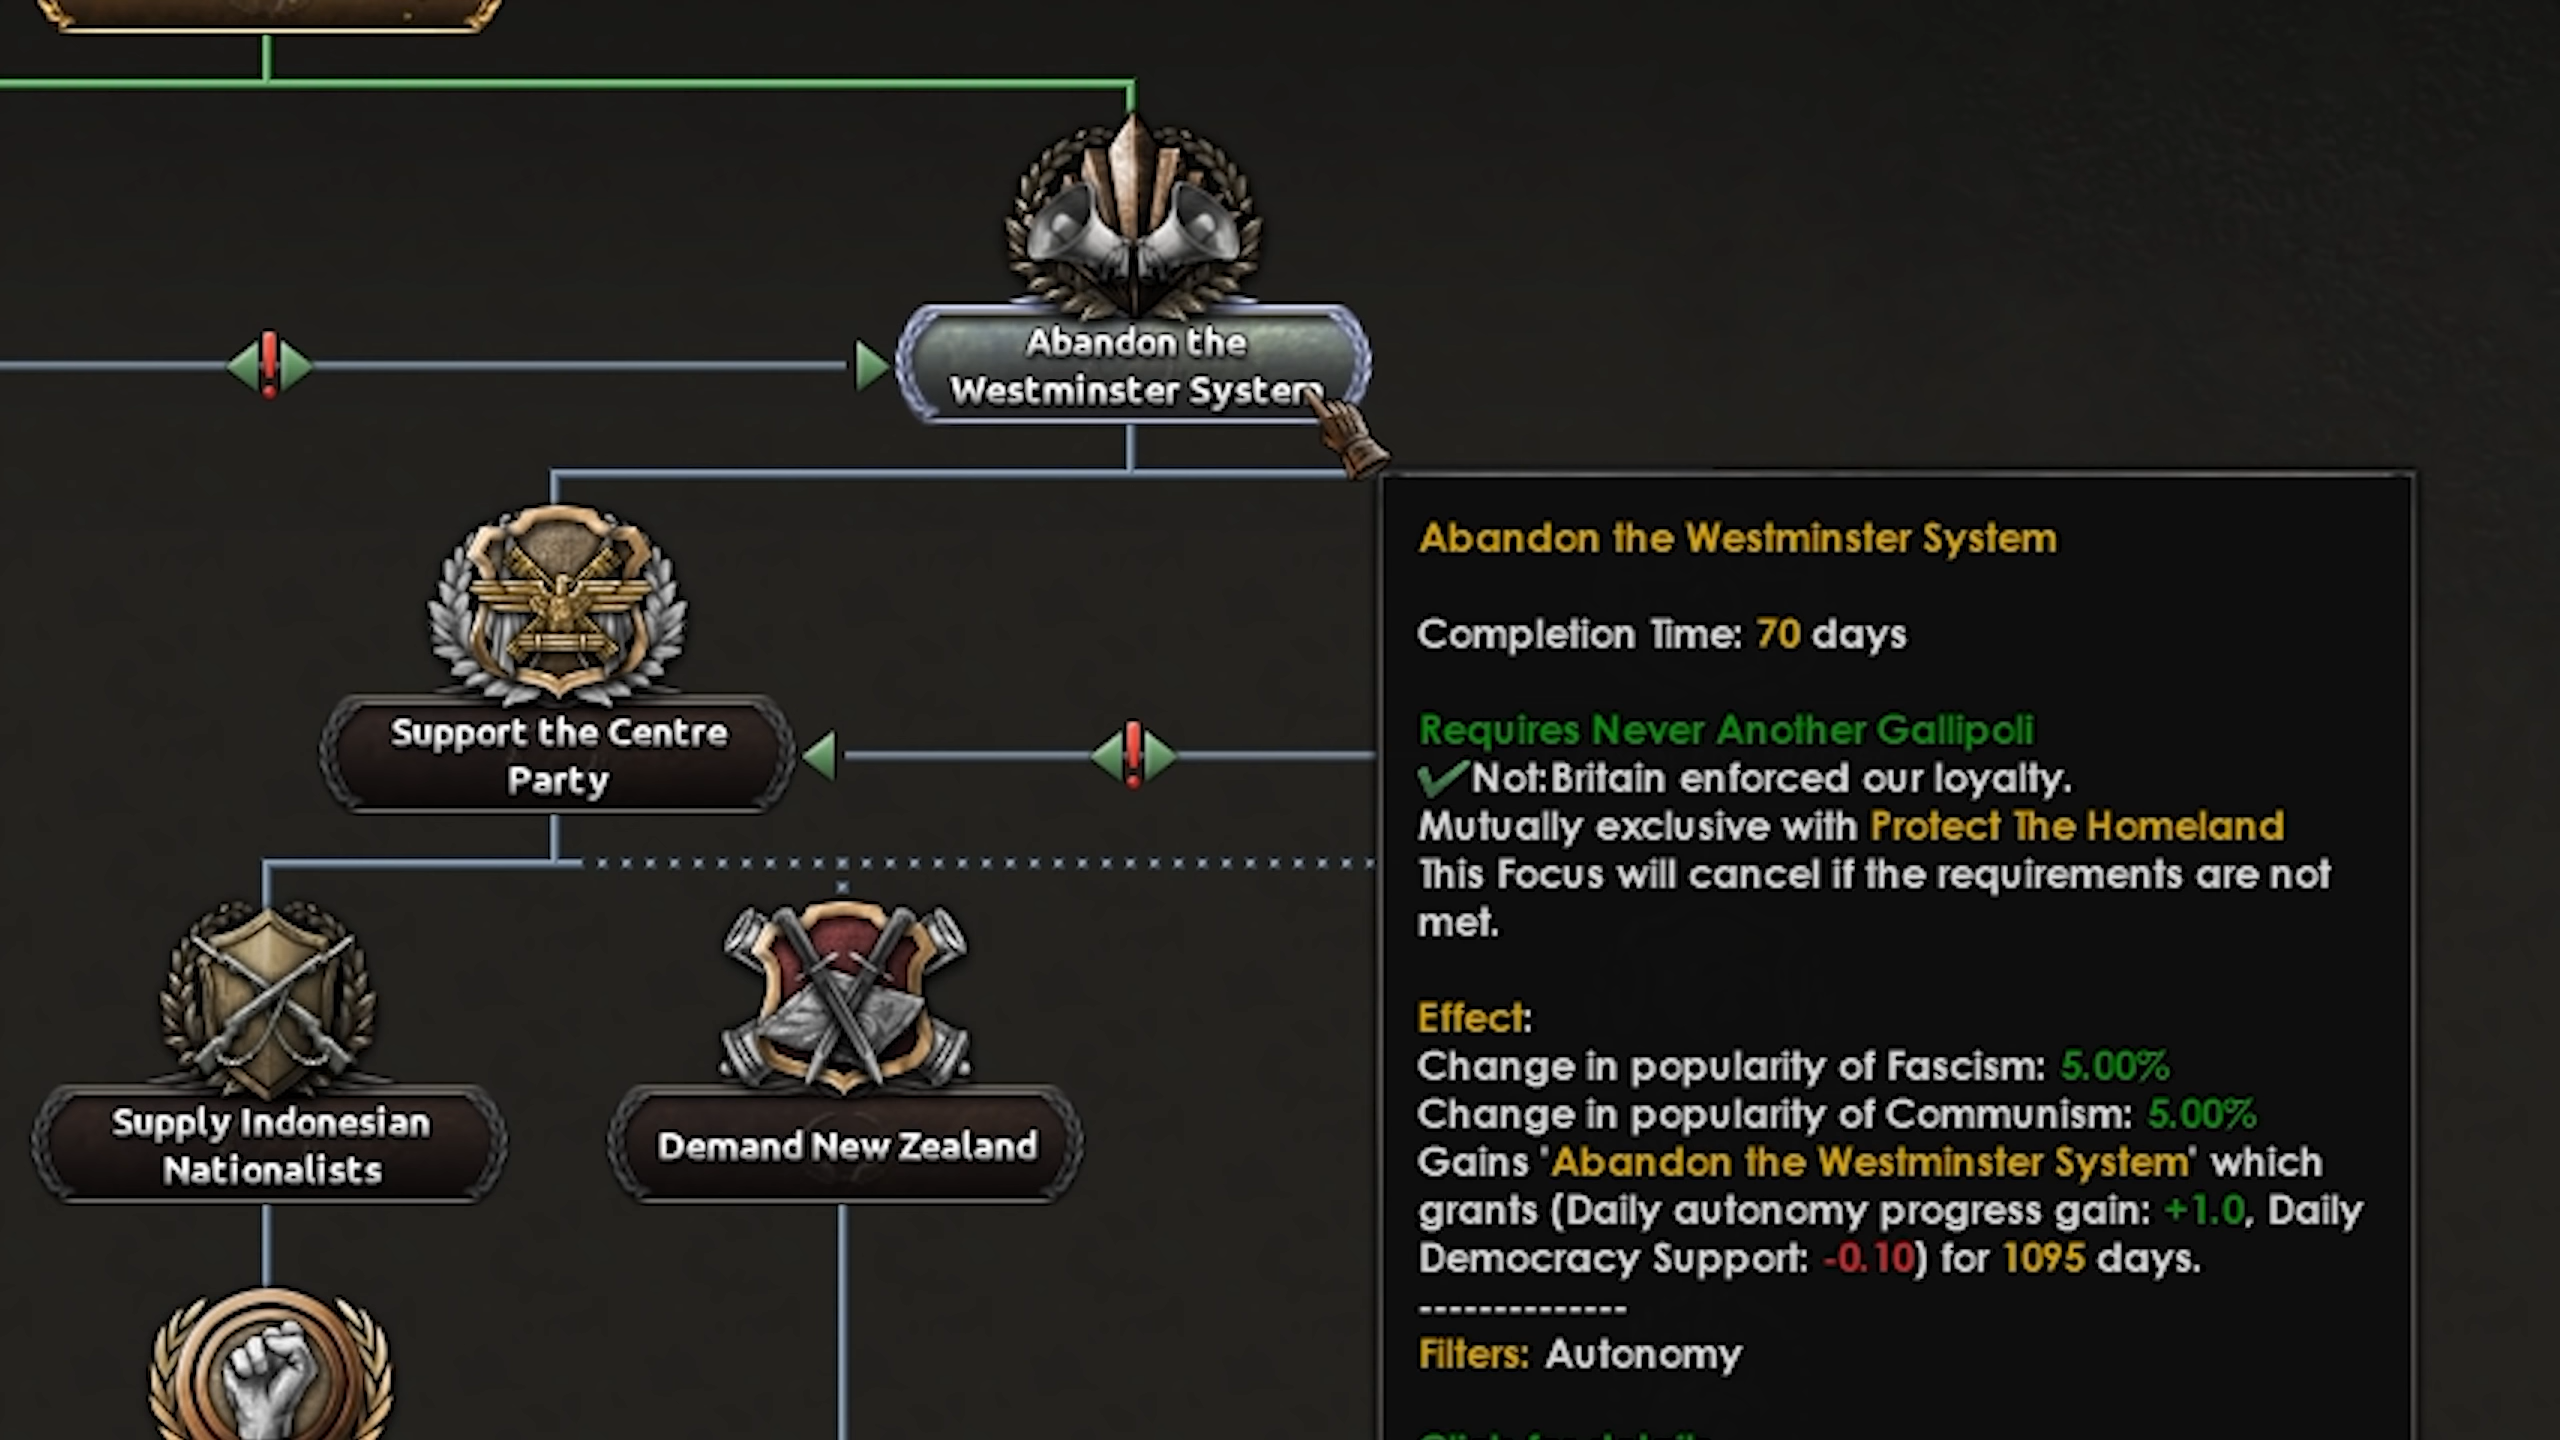 Abandon the
Westminster System
Support the Centre
Party
Supply Indonesian
Nationalists
Demand New Zealand
Abandon the Westminster System
Completion Time: 70 days
Requires Never Another Gallipoli
Not:Britain enforced our loyalty.
Mutually exclusive with Protect The Homeland
This Focus will cancel if the requirements are not
met.
Effect:
Change in popularity of Fascism: 5.00%
Change in popularity of Communism: 5.00%
Gains 'Abandon the Westminster System' which
grants (Daily autonomy progress gain: +1.0, Daily
Democracy Support: -0.10) for 1095 days.
--------------
Filters: Autonomy